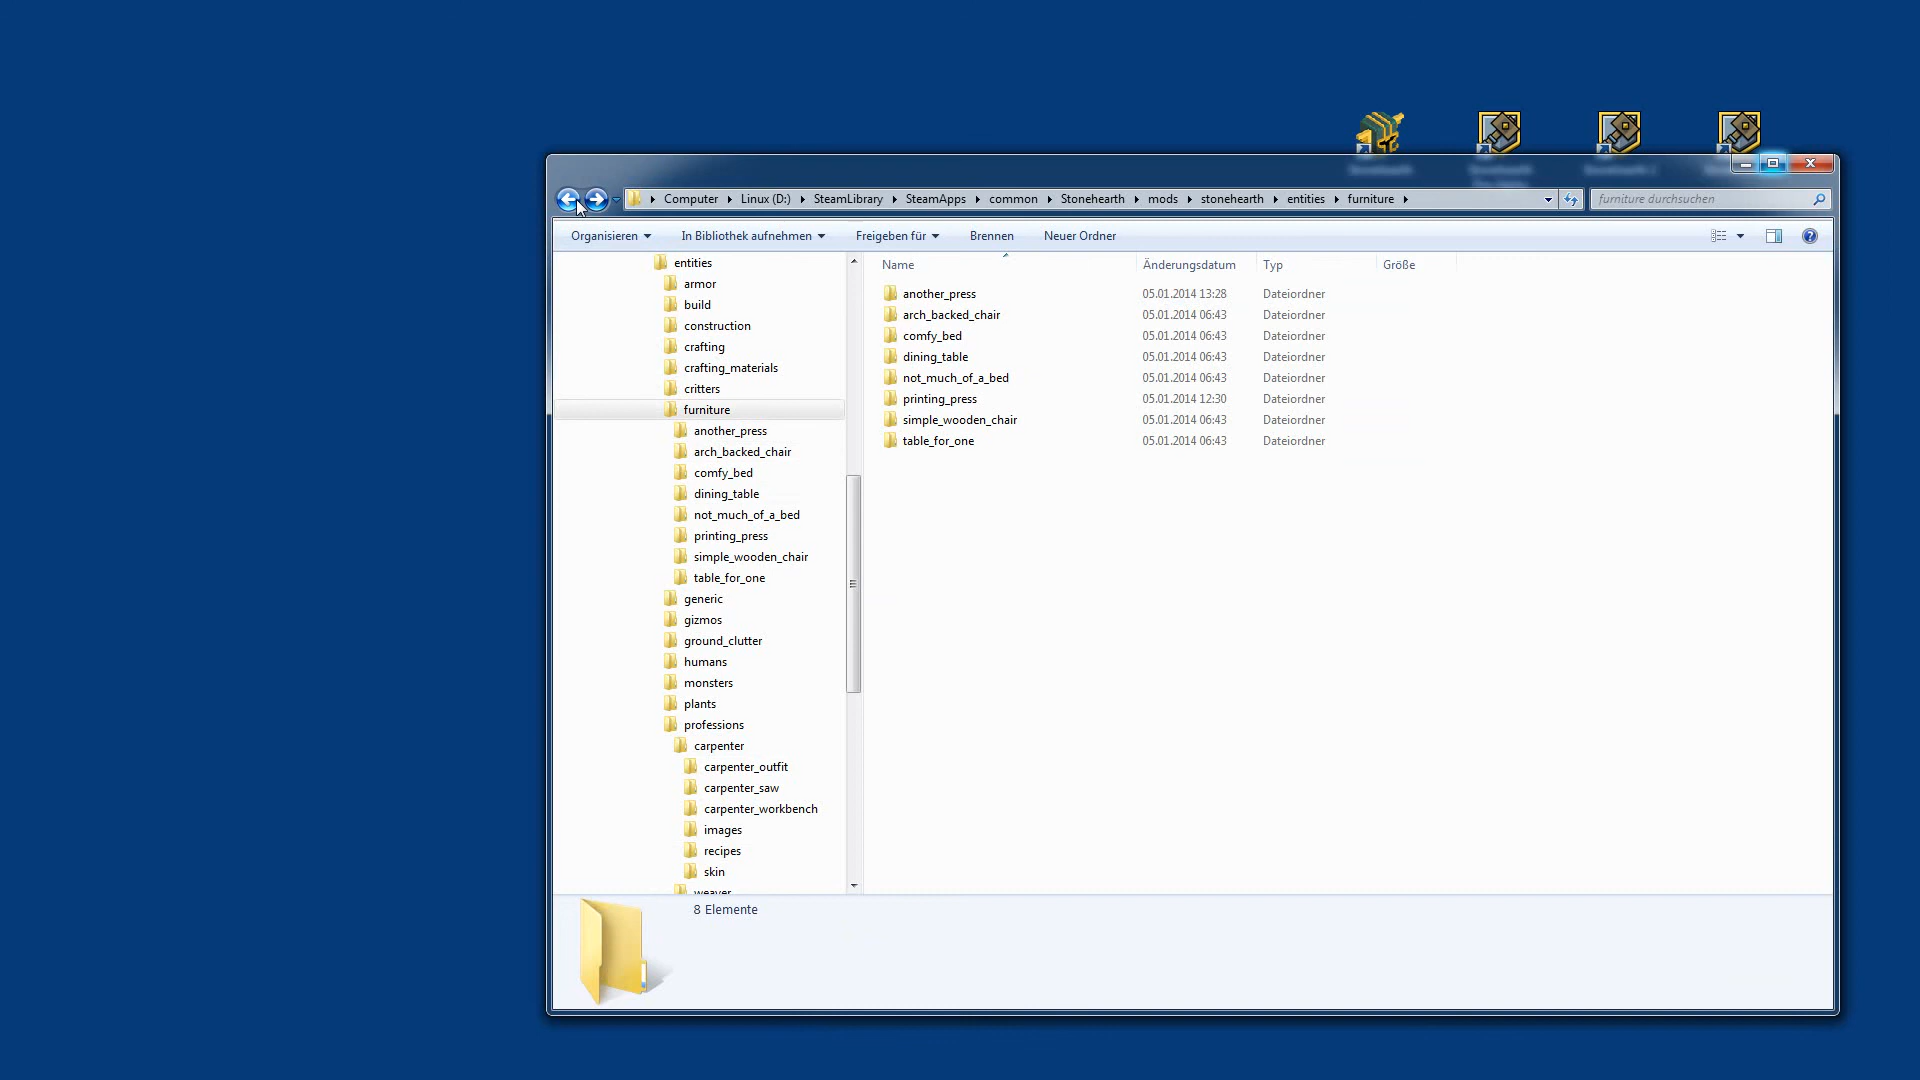 Computer Linux (D:) SteamLibrary SteamApps common Stonehearth mods stonehearth entities furniture
furniture durchsuchen
Organisieren In Bibliothek aufnehmen Freigeben für Brennen Neuer Ordner
entities
armor
build
construction
crafting
crafting_materials
critters
furniture
another_press
arch_backed_chair
comfy_bed
dining_table
not_much_of_a_bed
printing_press
simple_wooden_chair
table_for_one
generic
gizmos
ground_clutter
humans
monsters
plants
professions
carpenter
carpenter_outfit
carpenter_saw
carpenter_workbench
images
recipes
skin
weaver
Name Änderungsdatum Typ Größe
another_press 05.01.2014 13:28 Dateiordner
arch_backed_chair 05.01.2014 06:43 Dateiordner
comfy_bed 05.01.2014 06:43 Dateiordner
dining_table 05.01.2014 06:43 Dateiordner
not_much_of_a_bed 05.01.2014 06:43 Dateiordner
printing_press 05.01.2014 12:30 Dateiordner
simple_wooden_chair 05.01.2014 06:43 Dateiordner
table_for_one 05.01.2014 06:43 Dateiordner
8 Elemente